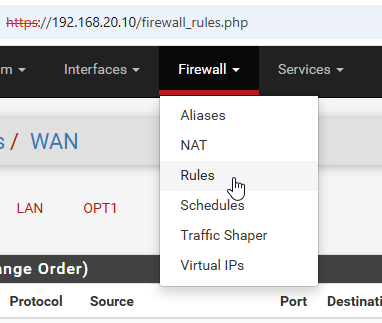 https://192.168.20.10/firewall_rules.php
m Interfaces Firewall Services
Aliases
s / WAN
NAT
Rules
LAN OPT1
Schedules
Traffic Shaper
ange Order)
Virtual IPs
Protocol Source Port Destinati